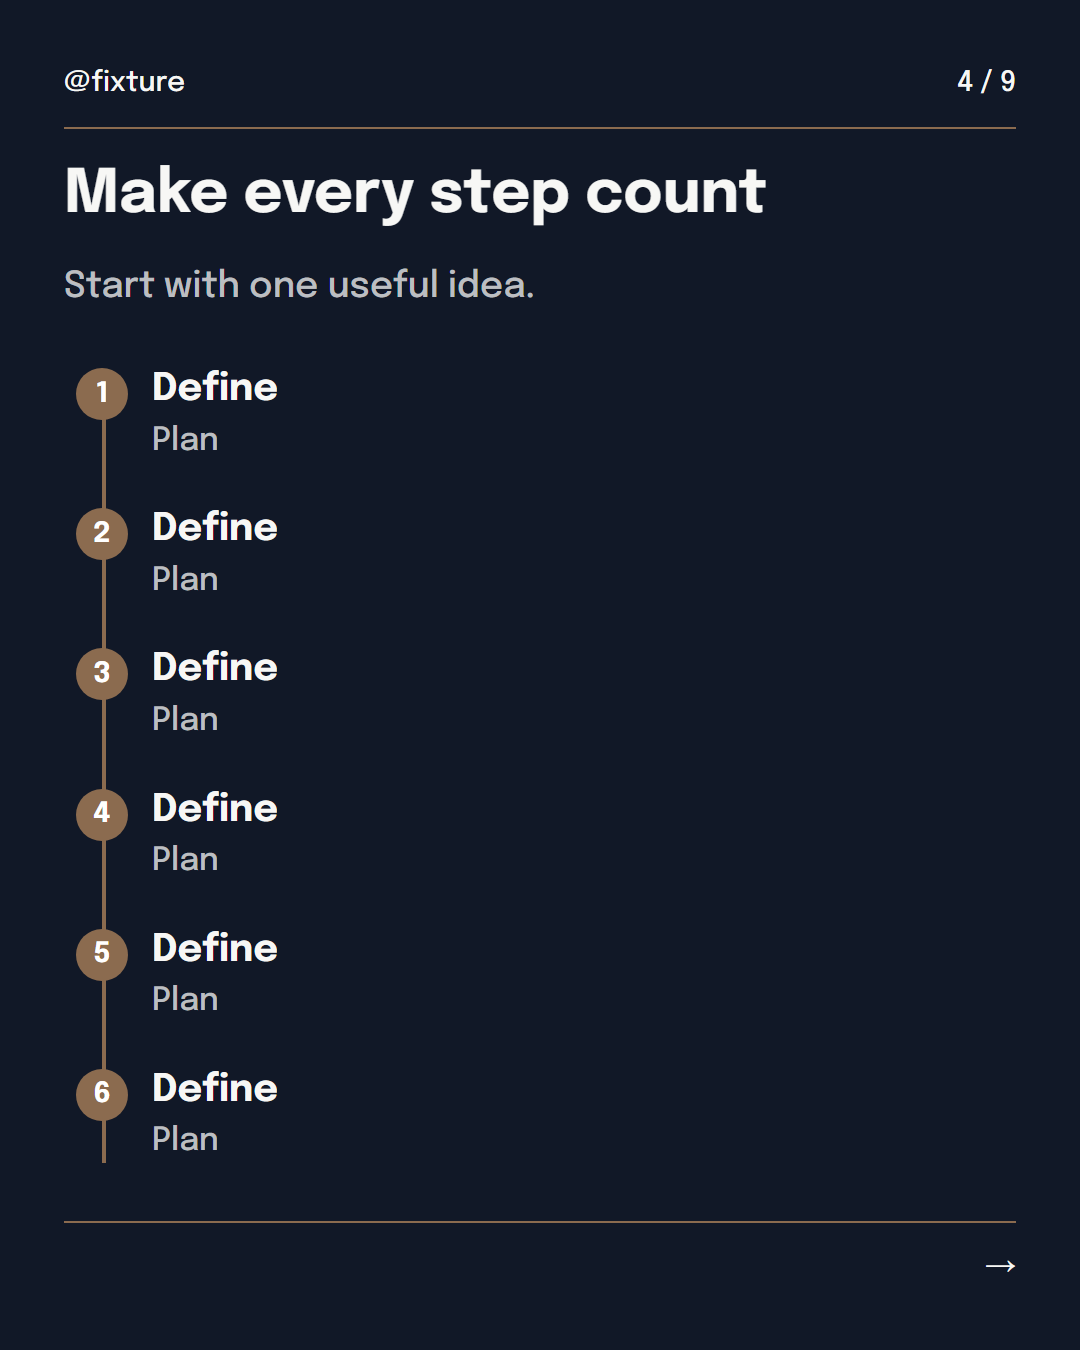 @fixture
4 / 9
Make every step count
Start with one useful idea.
1 Define
Plan
2 Define
Plan
3 Define
Plan
4 Define
Plan
5 Define
Plan
6 Define
Plan
→